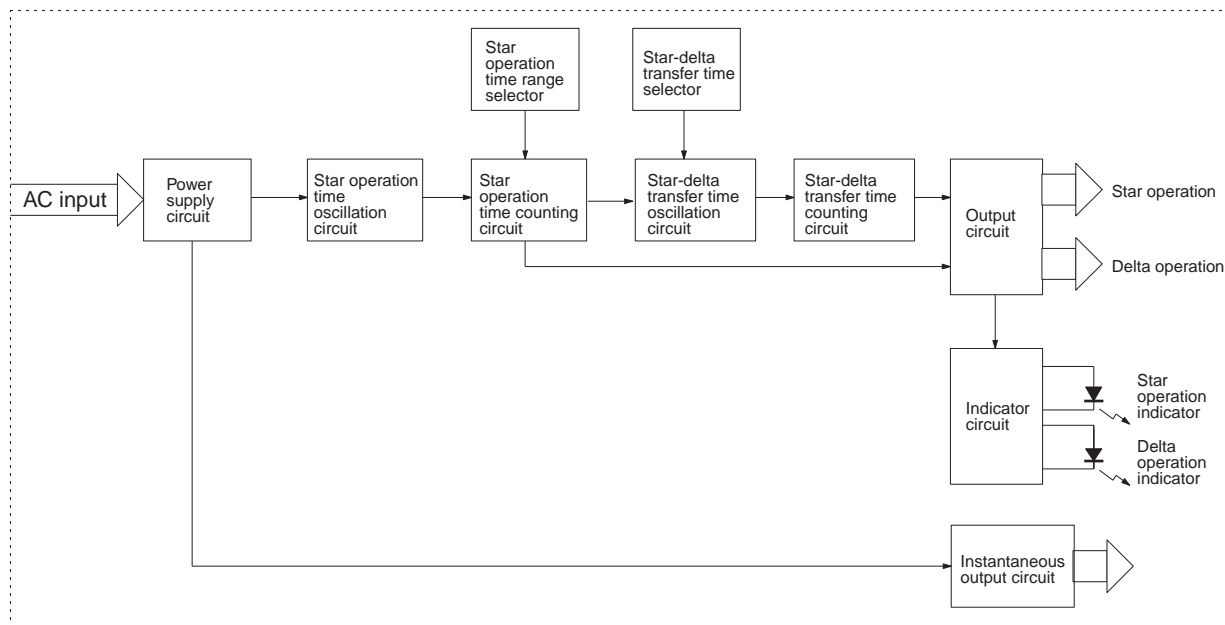 Star
operation
time range
selector
Star-delta
transfer time
selector
AC input
Power
supply
circuit
Star operation
time
oscillation
circuit
Star
operation
time counting
circuit
Star-delta
transfer time
oscillation circuit
Star-delta
transfer time
counting
circuit
Output
circuit
Star operation
Delta operation
Indicator
circuit
Star
operation
indicator
Delta
operation
indicator
Instantaneous
output circuit